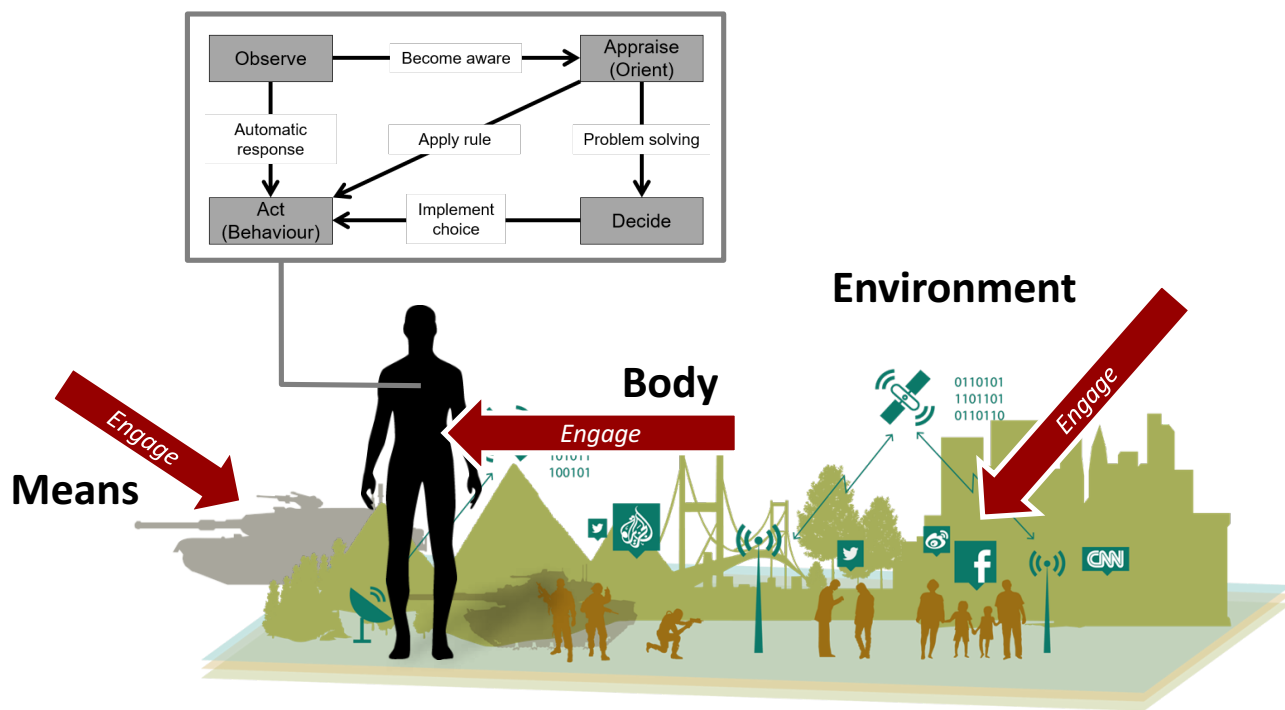 Observe
Become aware
Appraise
(Orient)
Automatic
response
Apply rule
Problem solving
Act
(Behaviour)
Implement
choice
Decide
Environment
Body
Means
Engage
Engage
Engage
0110101
1101101
0110110
101011
100101
f
CNN